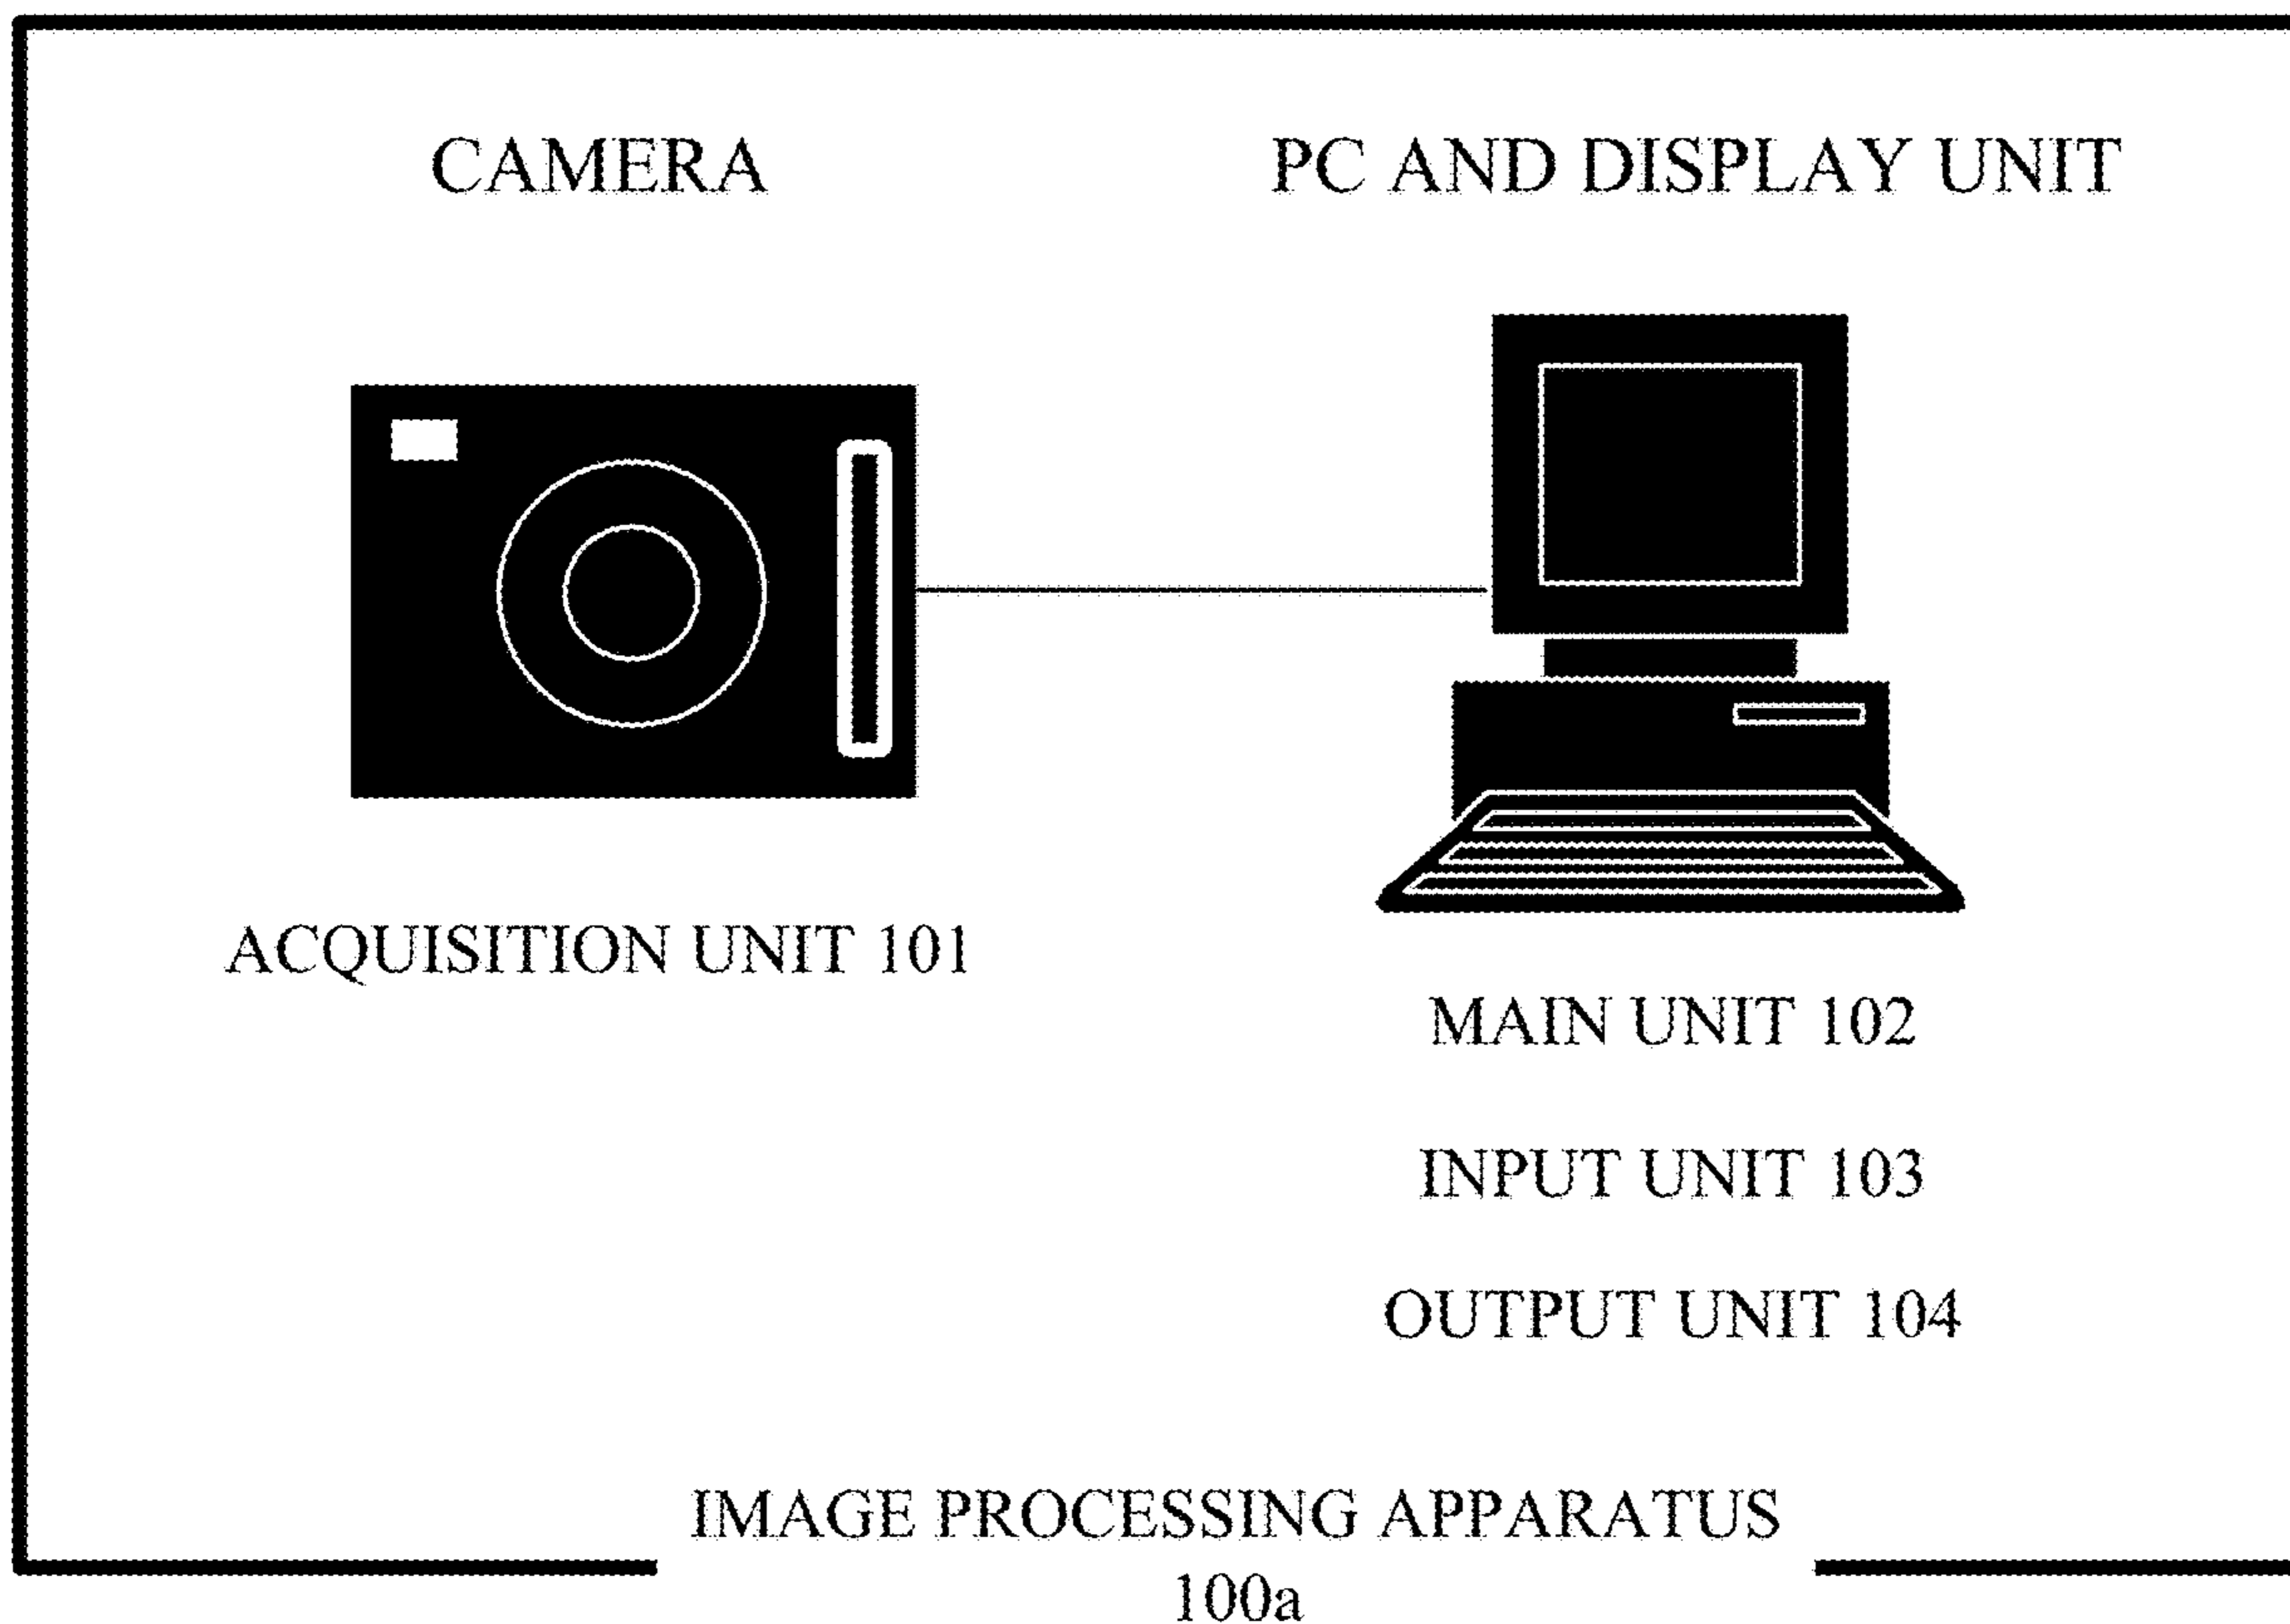 CAMERA
PC AND DISPLAY UNIT
ACQUISITION UNIT 101
MAIN UNIT 102
INPUT UNIT 103
OUTPUT UNIT 104
IMAGE PROCESSING APPARATUS
100a